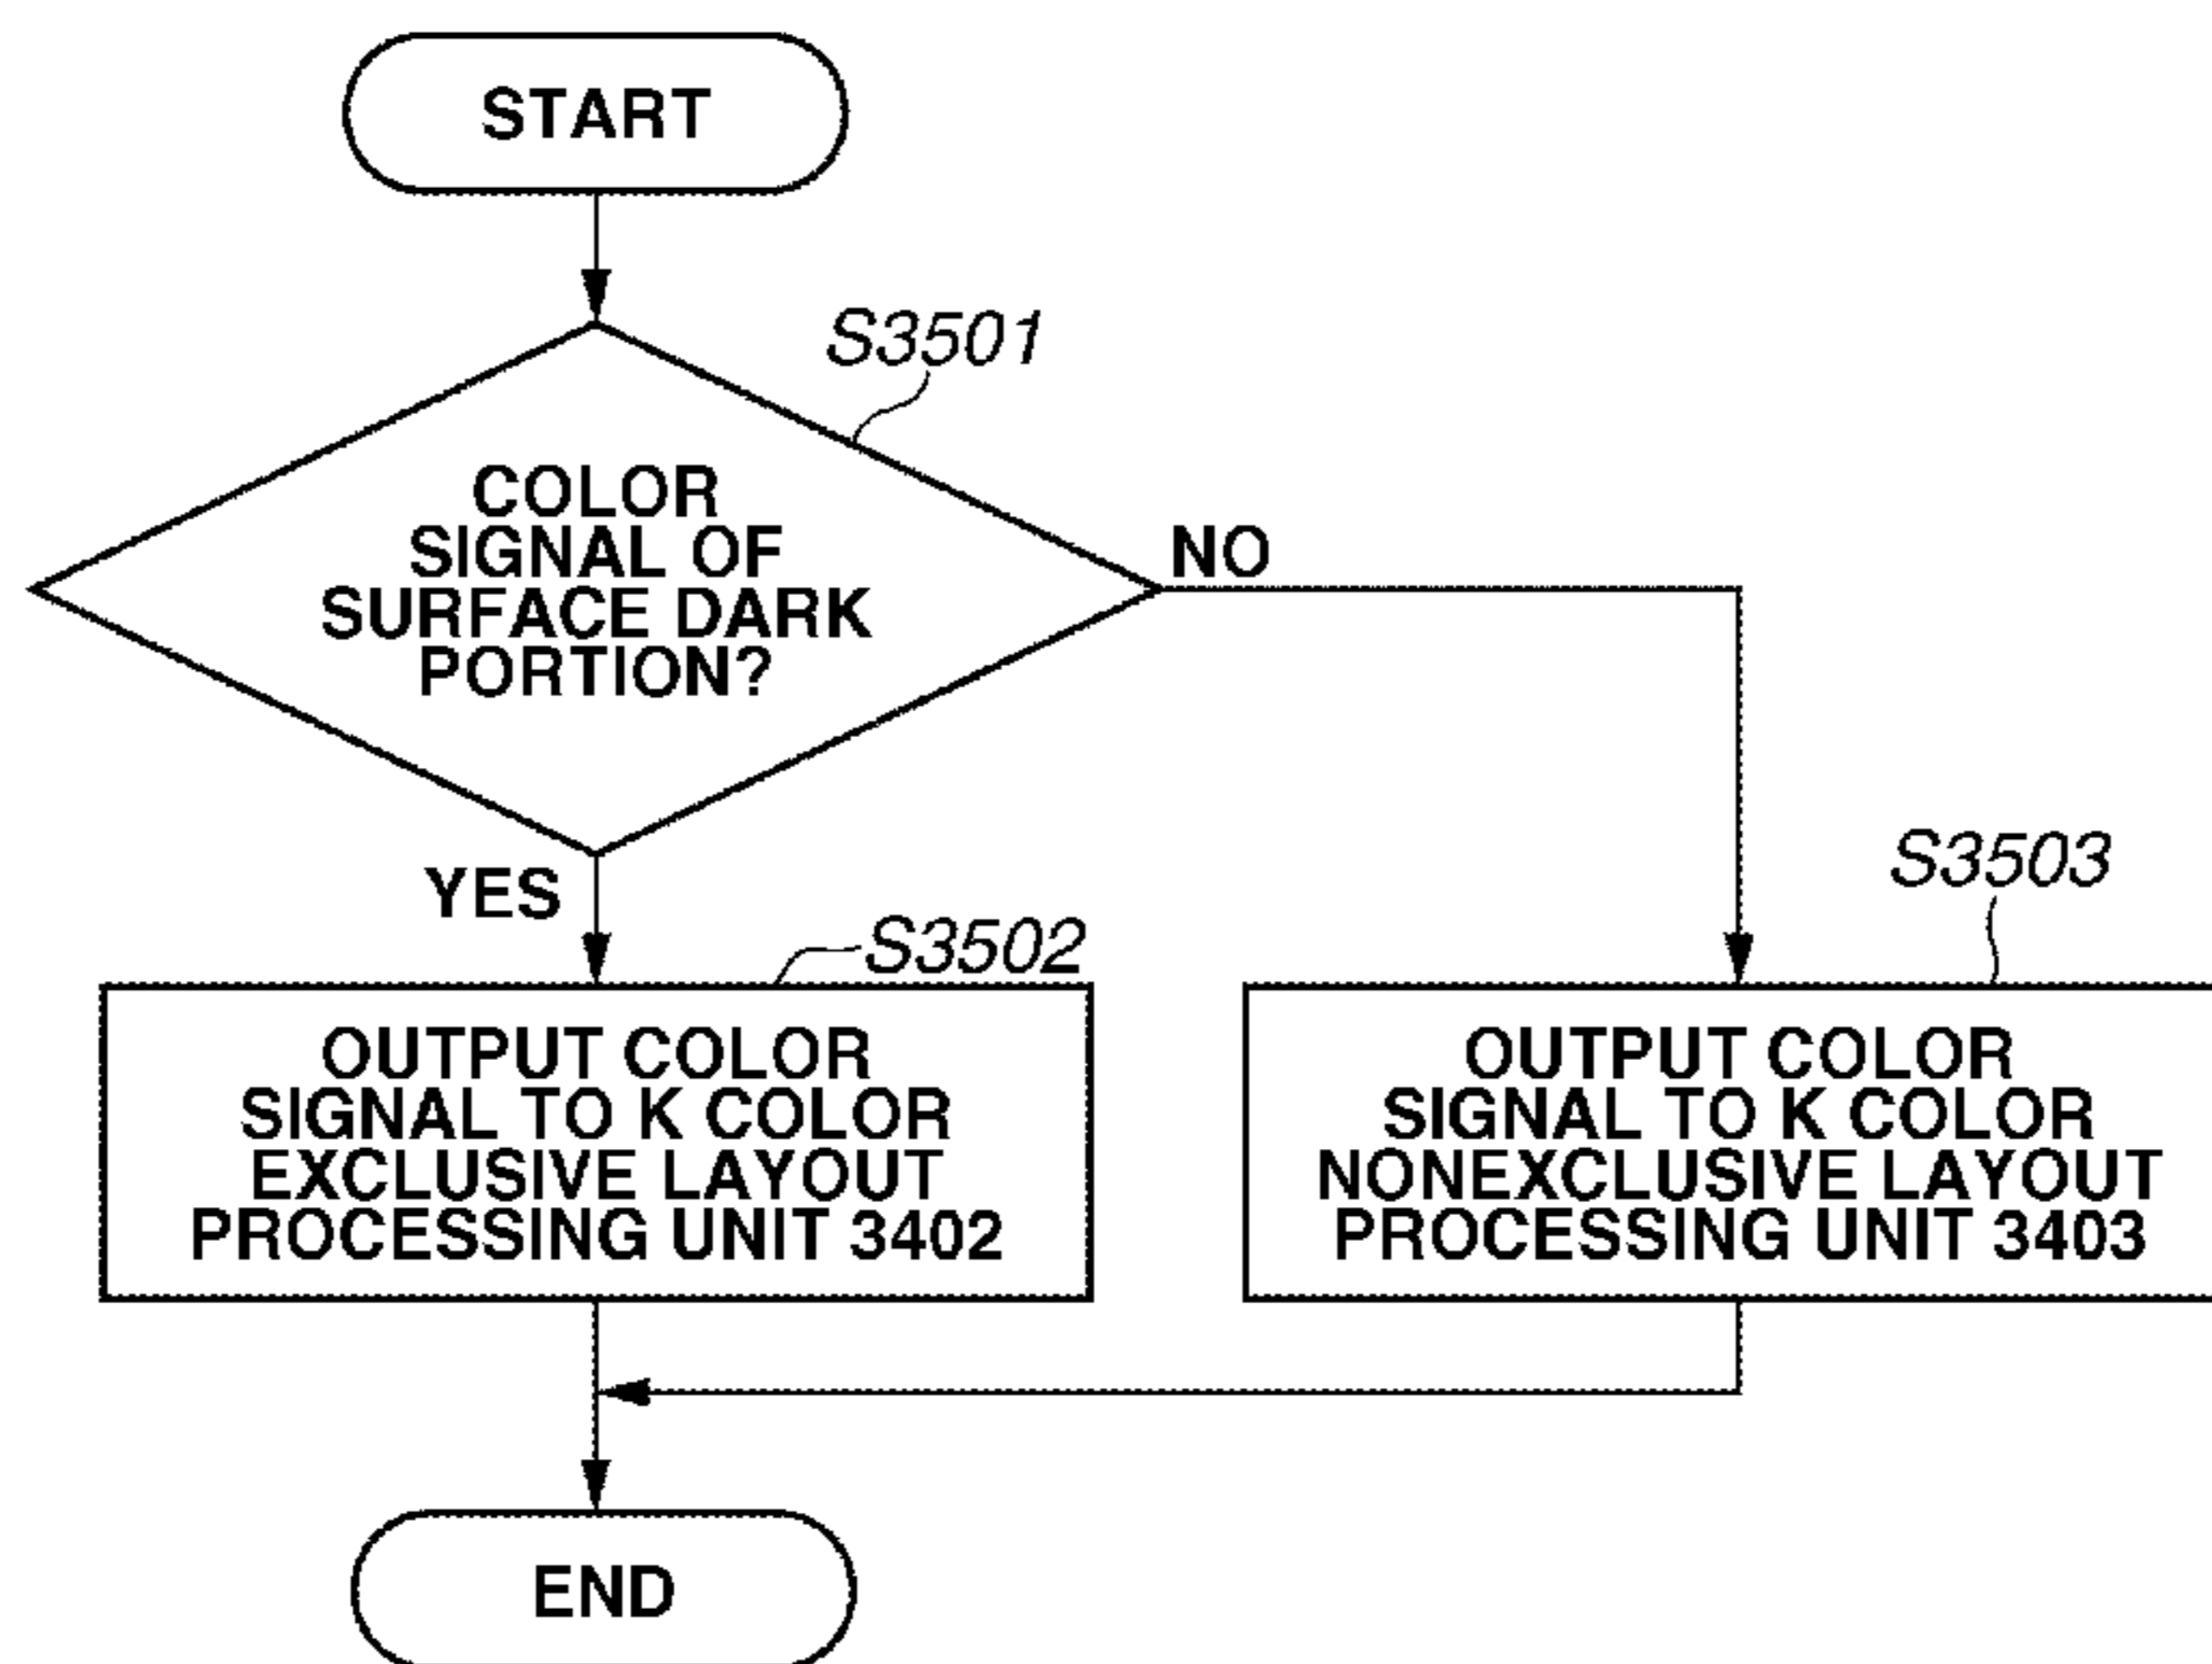 START
S3501
COLOR
SIGNAL OF
SURFACE DARK
PORTION?
NO
YES
S3502
OUTPUT COLOR
SIGNAL TO K COLOR
EXCLUSIVE LAYOUT
PROCESSING UNIT 3402
S3503
OUTPUT COLOR
SIGNAL TO K COLOR
NONEXCLUSIVE LAYOUT
PROCESSING UNIT 3403
END